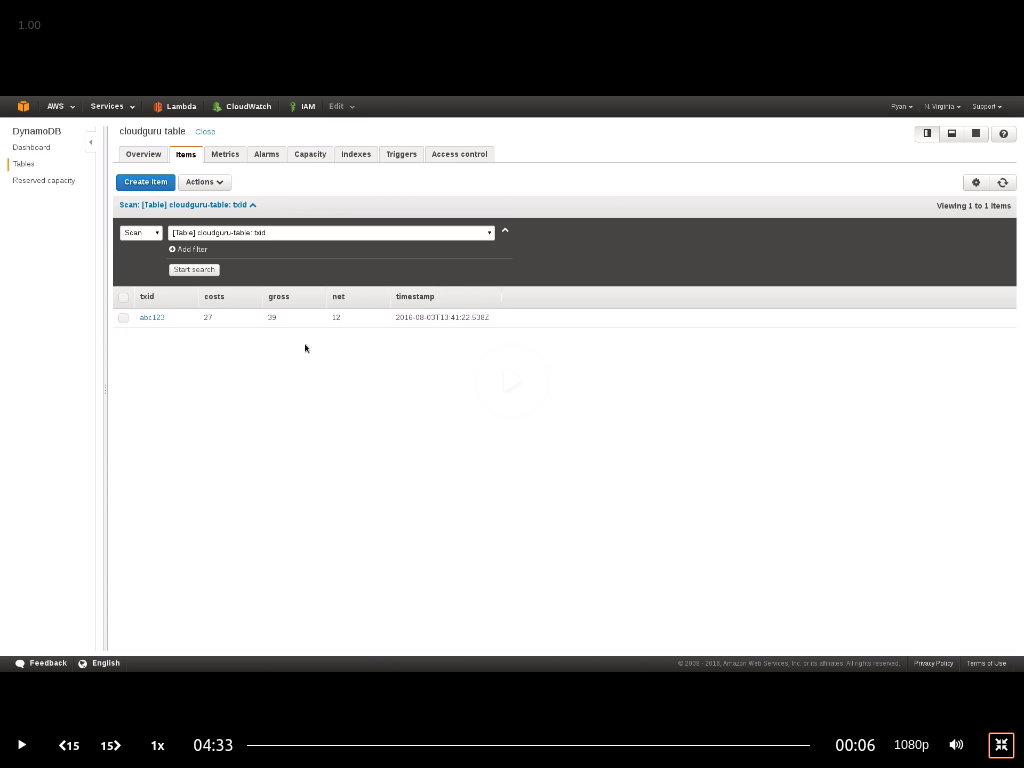 1.00
AWS Services Lambda CloudWatch IAM Edit Ryan N. Virginia Support
DynamoDB
Dashboard
Tables
Reserved capacity
cloudguru table Close
Overview Items Metrics Alarms Capacity Indexes Triggers Access control
Create item Actions
Scan: [Table] cloudguru-table: txid Viewing 1 to 1 items
Scan [Table] cloudguru-table: txid
Add filter
Start search
txid costs gross net timestamp
abc123 27 39 12 2016-08-03T13:41:22.538Z
Feedback English © 2008 - 2016, Amazon Web Services, Inc. or its affiliates. All rights reserved. Privacy Policy Terms of Use
15 15 1x 04:33 00:06 1080p